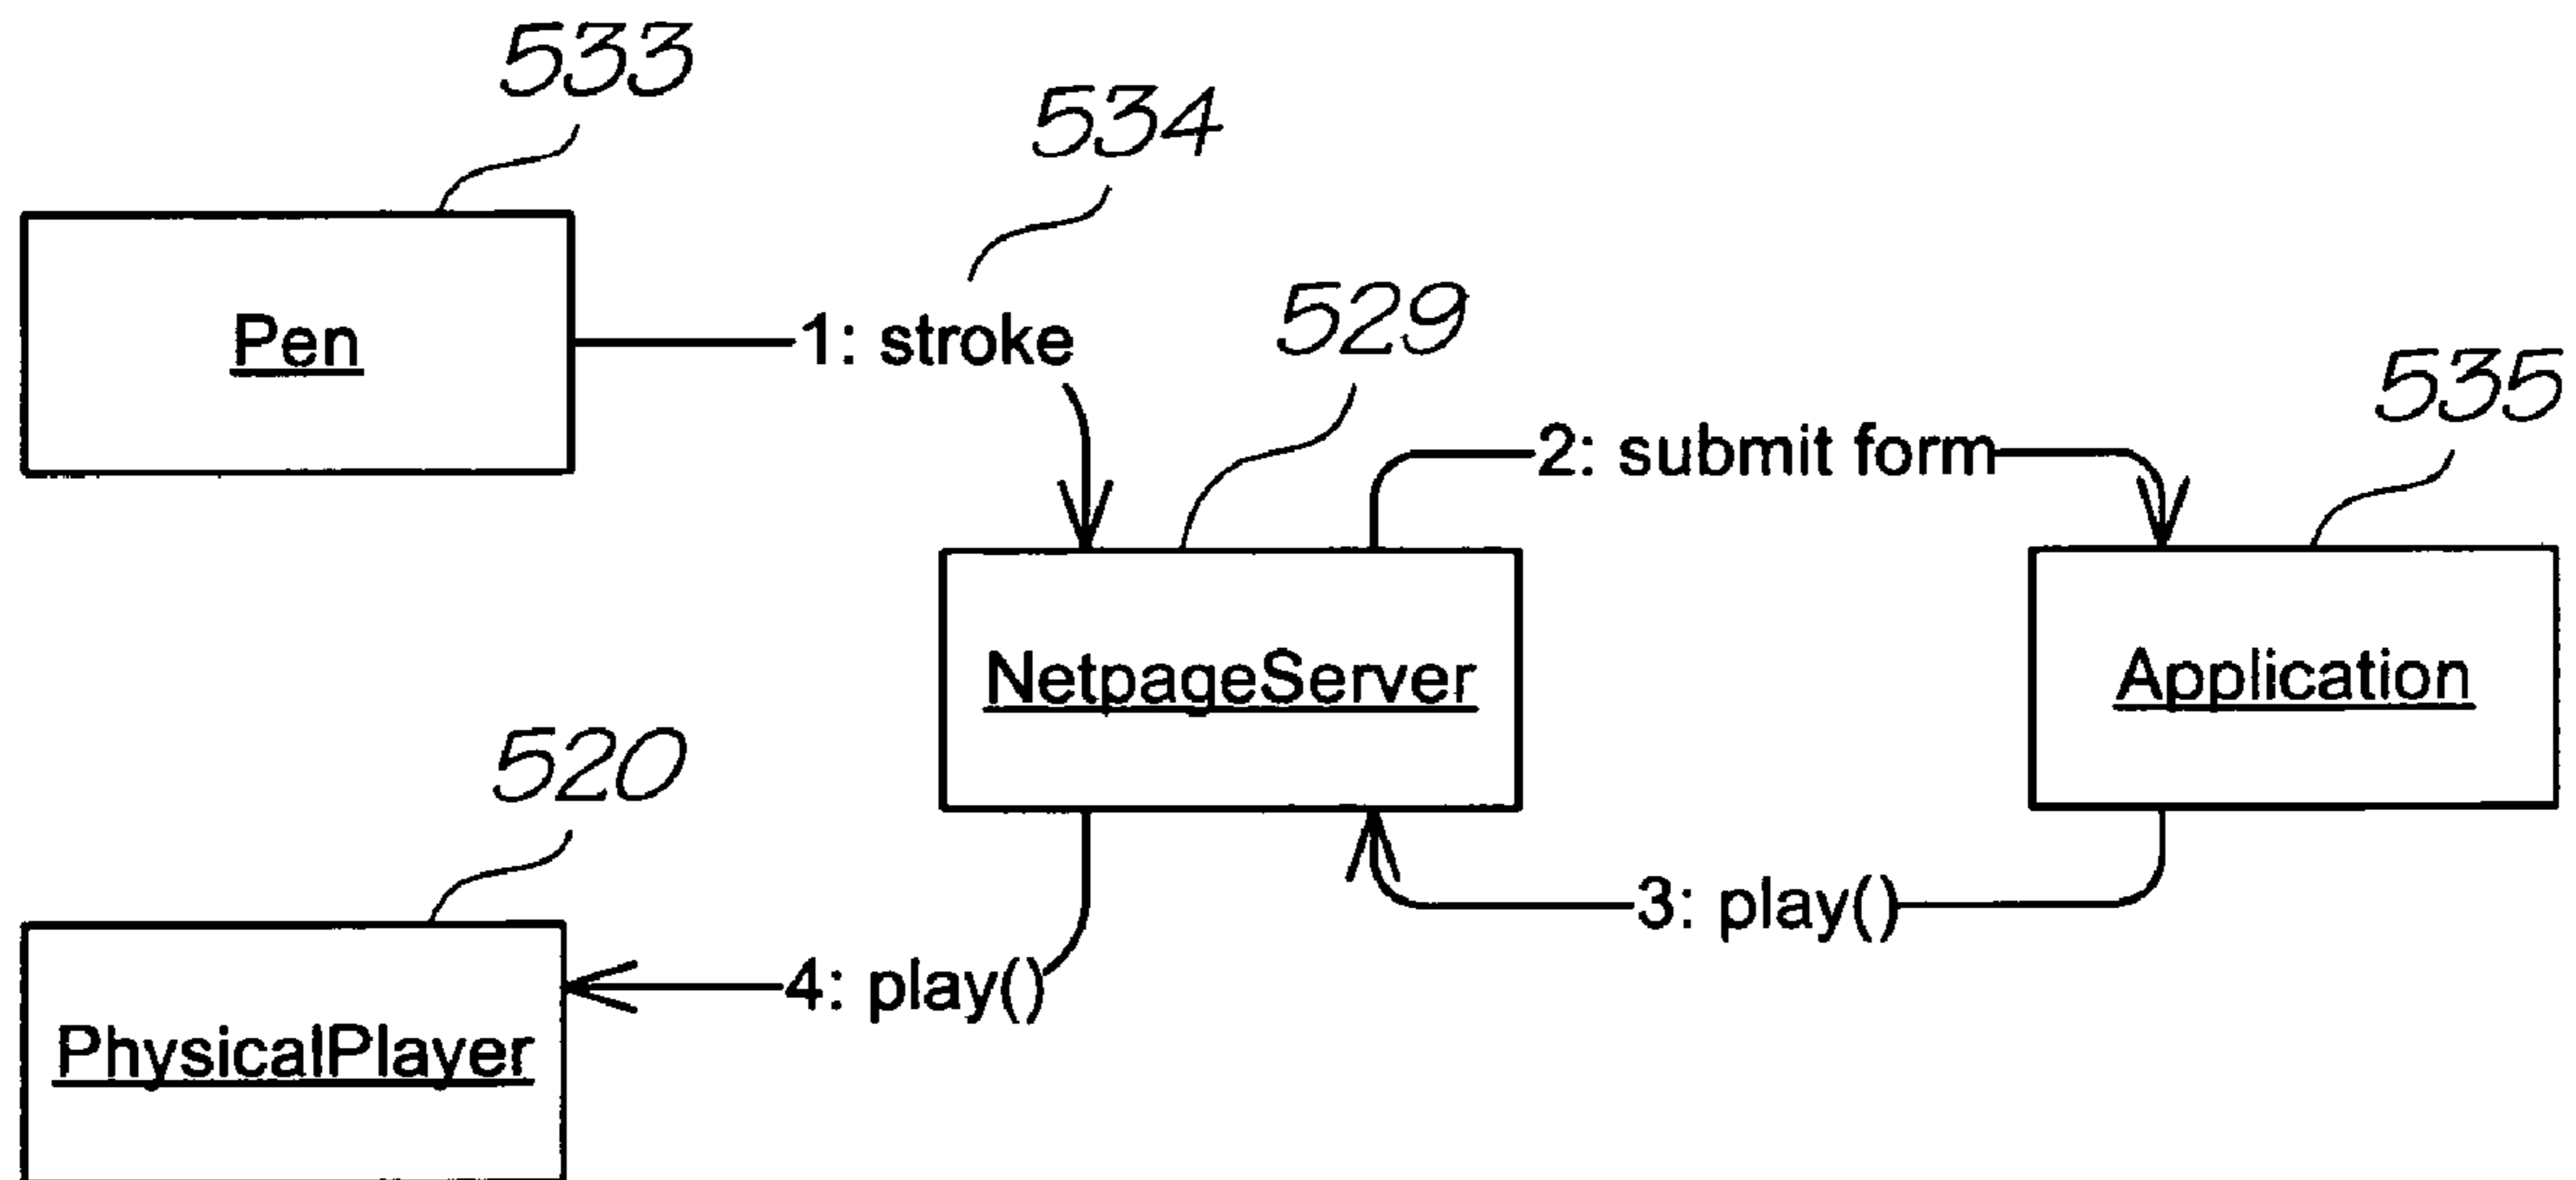 533
534
Pen
1: stroke
529
535
2: submit form
NetpageServer
Application
520
3: play()
4: play()
PhysicalPlayer